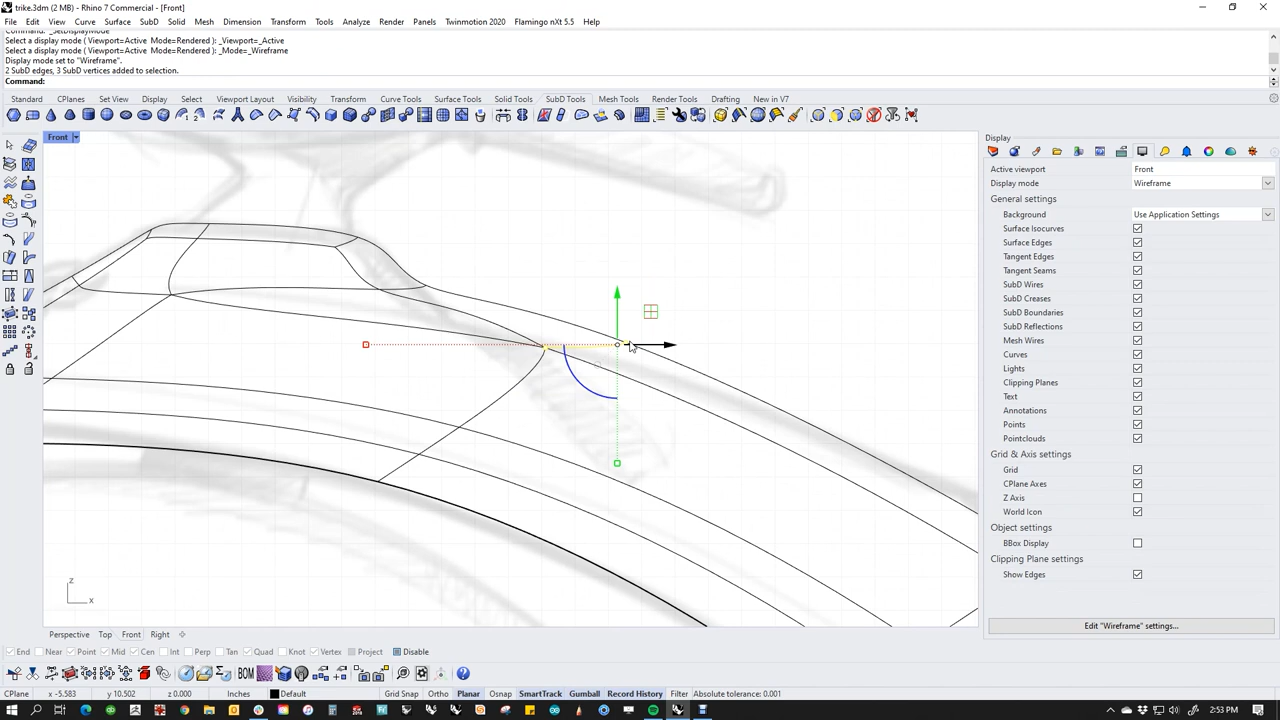 trike.3dm (2 MB) - Rhino 7 Commercial - [Front]
File Edit View Curve Surface SubD Solid Mesh Dimension Transform Tools Analyze Render Panels Twinmotion 2020 Flamingo nXt 5.5 Help
Select a display mode ( Viewport=Active Mode=Rendered ): _Viewport=_Active
Select a display mode ( Viewport=Active Mode=Rendered ): _Mode=_Wireframe
Display mode set to "Wireframe".
2 SubD edges, 3 SubD vertices added to selection.
Command:
Standard CPlanes Set View Display Select Viewport Layout Visibility Transform Curve Tools Surface Tools Solid Tools SubD Tools Mesh Tools Render Tools Drafting New in V7
Front
Display
Active viewport Front
Display mode Wireframe
General settings
Background Use Application Settings
Surface Isocurves
Surface Edges
Tangent Edges
Tangent Seams
SubD Wires
SubD Creases
SubD Boundaries
SubD Reflections
Mesh Wires
Curves
Lights
Clipping Planes
Text
Annotations
Points
Pointclouds
Grid & Axis settings
Grid
CPlane Axes
Z Axis
World Icon
Object settings
BBox Display
Clipping Plane settings
Show Edges
Edit "Wireframe" settings...
z
x
Perspective Top Front Right
End Near Point Mid Cen Int Perp Tan Quad Knot Vertex Project Disable
BOM
CPlane x -5.583 y 10.502 z 0.000 Inches Default Grid Snap Ortho Planar Osnap SmartTrack Gumball Record History Filter Absolute tolerance: 0.001
2:53 PM